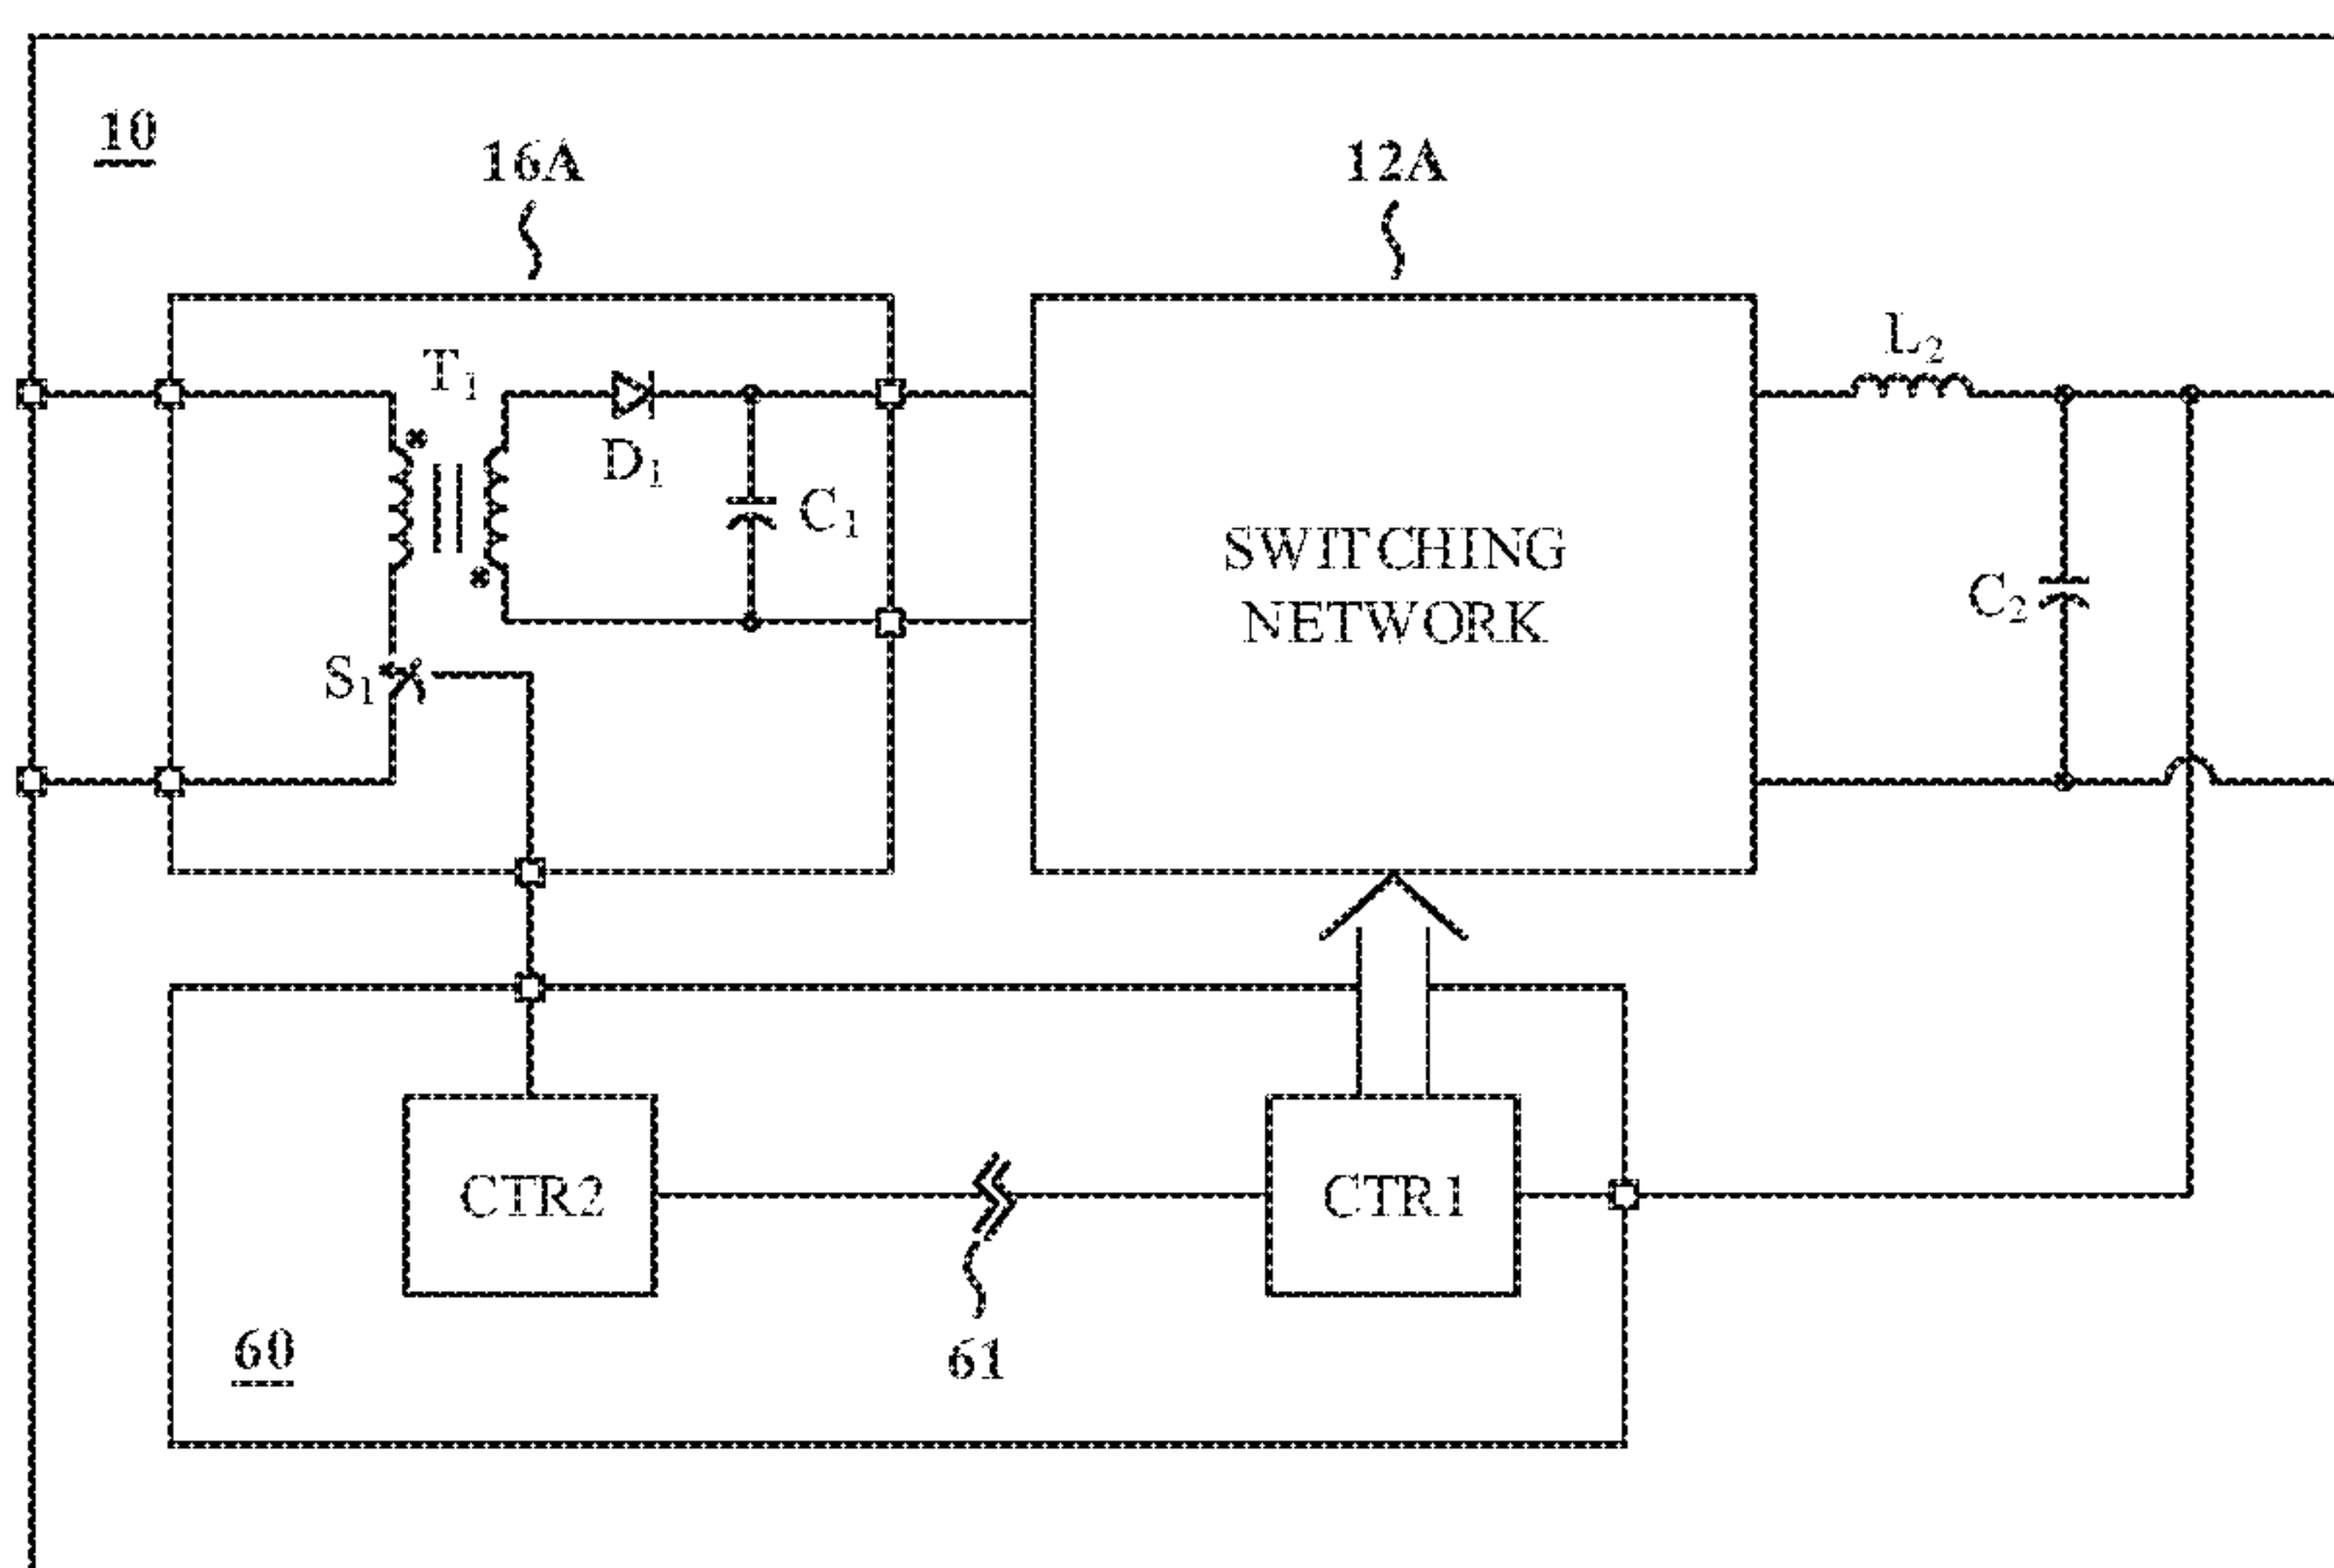 10
16A
12A
T1
L2
D1
C1
SWITCHING
NETWORK
C2
S1
CTR2
CTR1
60
61